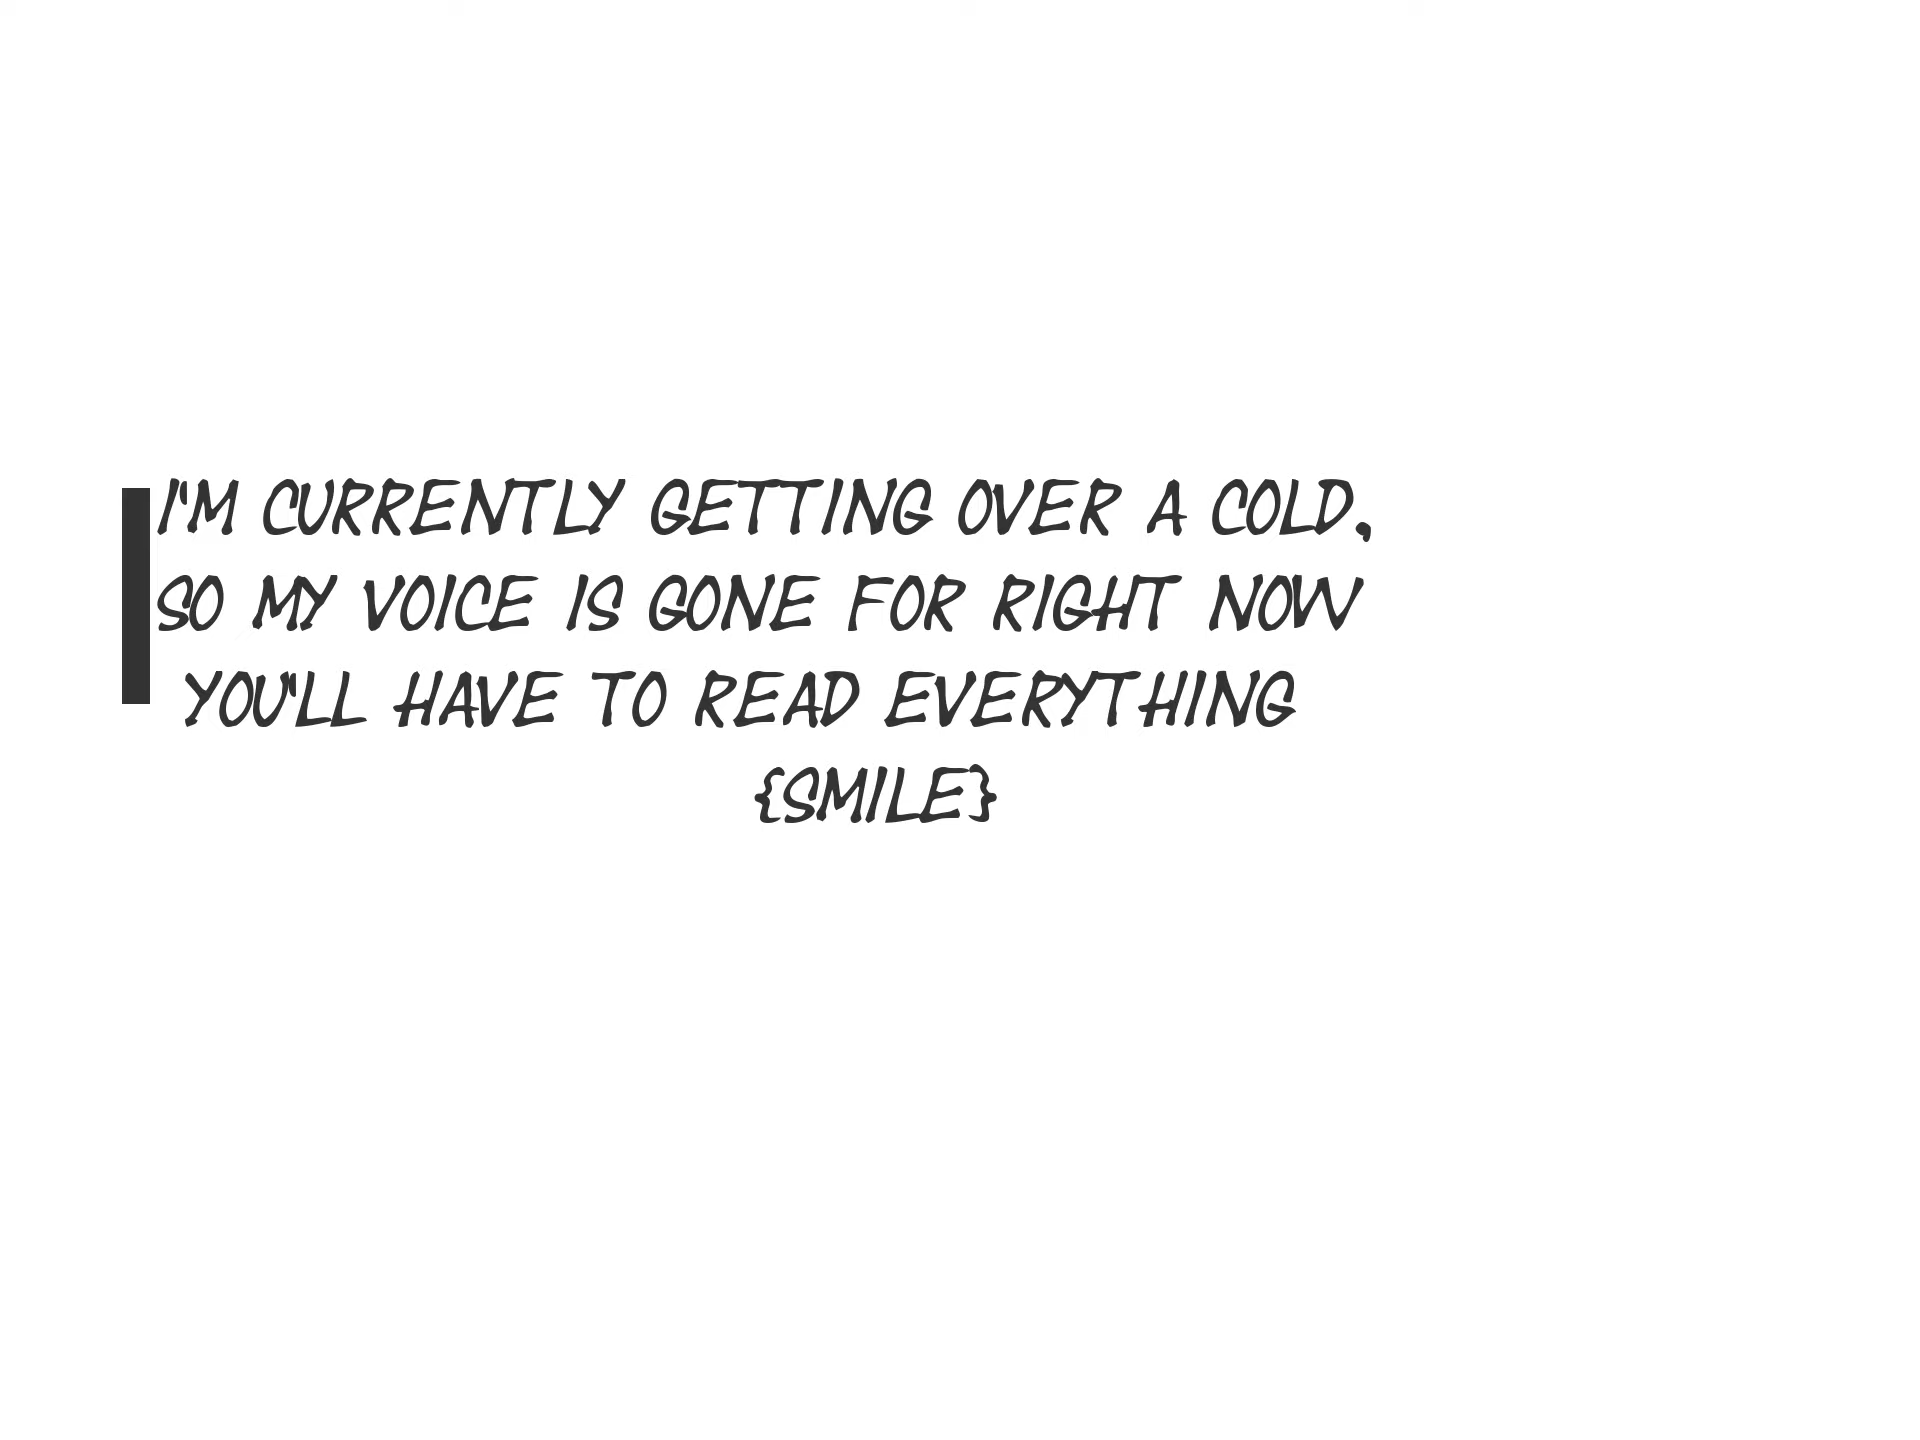 I'M CURRENTLY GETTING OVER A COLD,
SO MY VOICE IS GONE FOR RIGHT NOW
YOU'LL HAVE TO READ EVERYTHING
{SMILE}